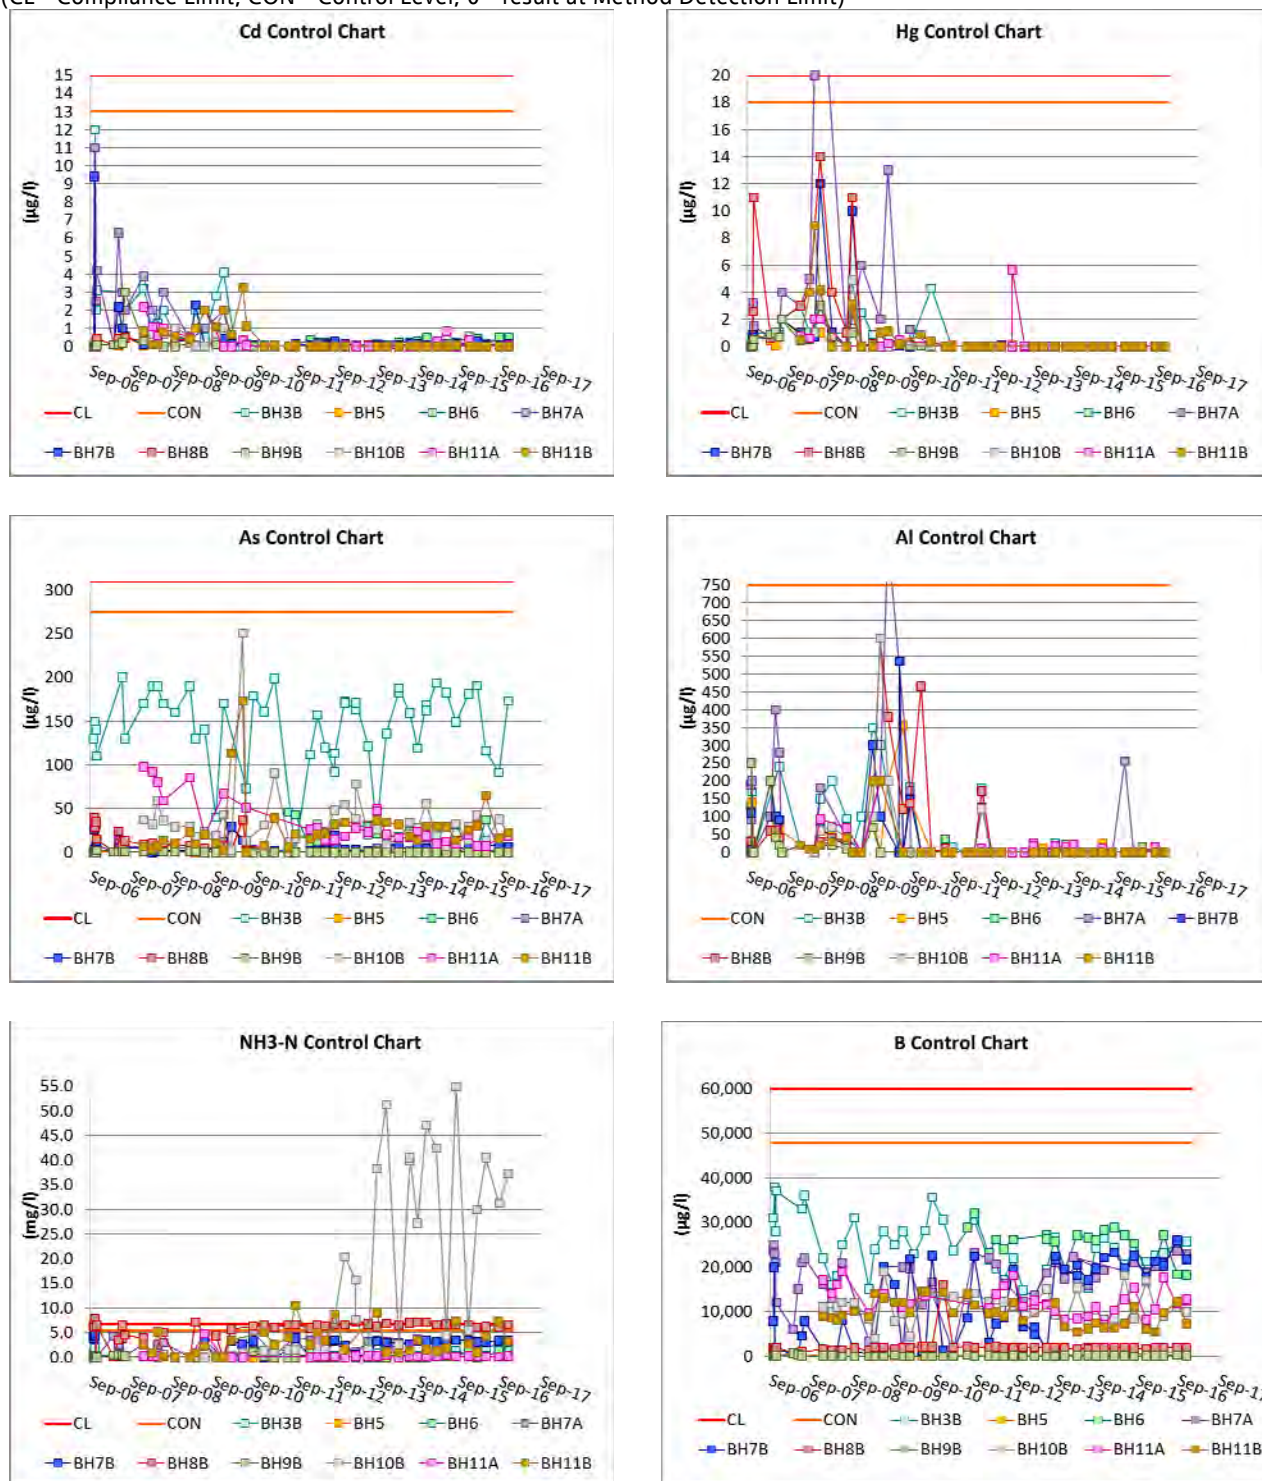 (CL - Compliance Limit, CON - Control Level, 0 - result at Method Detection Limit)
Cd Control Chart
15
14
13
12
11
10
9
8
7
6
5
4
3
2
1
0
(µg/l)
Sep-06 Sep-07 Sep-08 Sep-09 Sep-10 Sep-11 Sep-12 Sep-13 Sep-14 Sep-15 Sep-16 Sep-17
CL CON BH3B BH5 BH6 BH7A
BH7B BH8B BH9B BH10B BH11A BH11B
Hg Control Chart
20
18
16
14
12
10
8
6
4
2
0
(µg/l)
Sep-06 Sep-07 Sep-08 Sep-09 Sep-10 Sep-11 Sep-12 Sep-13 Sep-14 Sep-15 Sep-16 Sep-17
CL CON BH3B BH5 BH6 BH7A
BH7B BH8B BH9B BH10B BH11A BH11B
As Control Chart
300
250
200
150
100
50
0
(µg/l)
Sep-06 Sep-07 Sep-08 Sep-09 Sep-10 Sep-11 Sep-12 Sep-13 Sep-14 Sep-15 Sep-16 Sep-17
CL CON BH3B BH5 BH6 BH7A
BH7B BH8B BH9B BH10B BH11A BH11B
Al Control Chart
750
700
650
600
550
500
450
400
350
300
250
200
150
100
50
0
(µg/l)
Sep-06 Sep-07 Sep-08 Sep-09 Sep-10 Sep-11 Sep-12 Sep-13 Sep-14 Sep-15 Sep-16 Sep-17
CON BH3B BH5 BH6 BH7A BH7B
BH8B BH9B BH10B BH11A BH11B
NH3-N Control Chart
55.0
50.0
45.0
40.0
35.0
30.0
25.0
20.0
15.0
10.0
5.0
0.0
(mg/l)
Sep-06 Sep-07 Sep-08 Sep-09 Sep-10 Sep-11 Sep-12 Sep-13 Sep-14 Sep-15 Sep-16 Sep-17
CL CON BH3B BH5 BH6 BH7A
BH7B BH8B BH9B BH10B BH11A BH11B
B Control Chart
60,000
50,000
40,000
30,000
20,000
10,000
0
(µg/l)
Sep-06 Sep-07 Sep-08 Sep-09 Sep-10 Sep-11 Sep-12 Sep-13 Sep-14 Sep-15 Sep-16 Sep-17
CL CON BH3B BH5 BH6 BH7A
BH7B BH8B BH9B BH10B BH11A BH11B